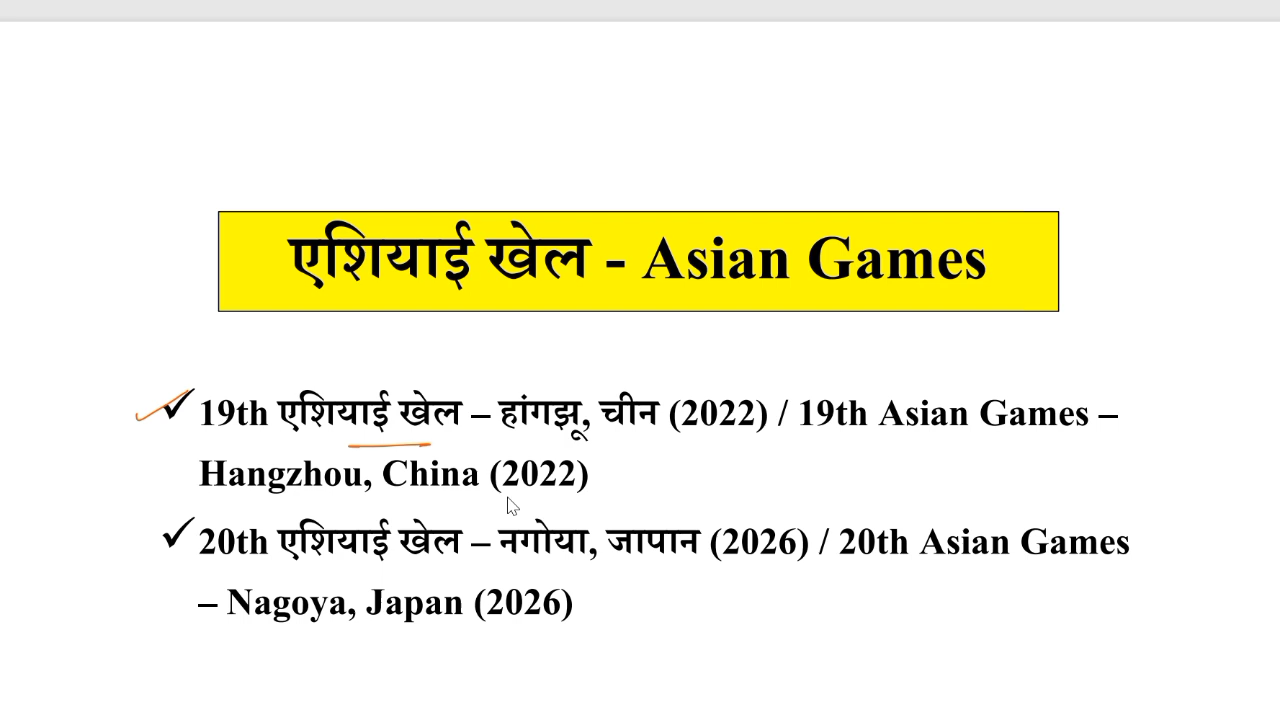 एशियाई खेल - Asian Games
✓ 19th एशियाई खेल – हांगझू, चीन (2022) / 19th Asian Games –
Hangzhou, China (2022)
✓ 20th एशियाई खेल – नगोया, जापान (2026) / 20th Asian Games
– Nagoya, Japan (2026)